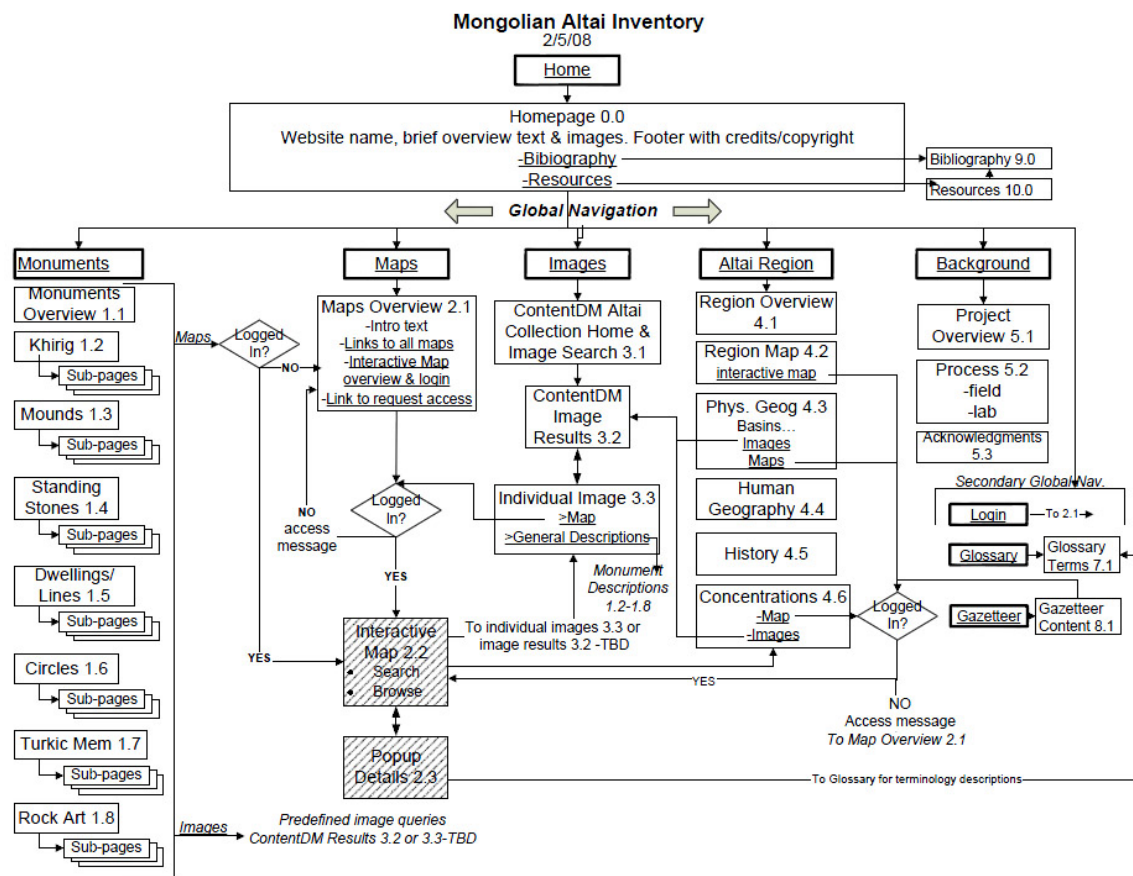 Mongolian Altai Inventory
2/5/08
Home
Homepage 0.0
Website name, brief overview text & images. Footer with credits/copyright
-Bibiography
-Resources
Bibliography 9.0
Resources 10.0
Global Navigation
Monuments
Monuments
Overview 1.1
Khirig 1.2
Sub-pages
Mounds 1.3
Sub-pages
Standing
Stones 1.4
Sub-pages
Dwellings/
Lines 1.5
Sub-pages
Circles 1.6
Sub-pages
Turkic Mem 1.7
Sub-pages
Rock Art 1.8
Sub-pages
Maps
Logged
In?
NO
YES
Images
Predefined image queries
ContentDM Results 3.2 or 3.3-TBD
Maps
Maps Overview 2.1
-Intro text
-Links to all maps
-Interactive Map
overview & login
-Link to request access
Logged
In?
NO
access
message
YES
Interactive
Map 2.2
• Search
• Browse
Popup
Details 2.3
Images
ContentDM Altai
Collection Home &
Image Search 3.1
ContentDM
Image
Results 3.2
Individual Image 3.3
>Map
>General Descriptions
Monument
Descriptions
1.2-1.8
To individual images 3.3 or
image results 3.2 -TBD
Altai Region
Region Overview
4.1
Region Map 4.2
interactive map
Phys. Geog 4.3
Basins…
Images
Maps
Human
Geography 4.4
History 4.5
Concentrations 4.6
-Map
-Images
Logged
In?
YES
NO
Access message
To Map Overview 2.1
To Glossary for terminology descriptions
Background
Project
Overview 5.1
Process 5.2
-field
-lab
Acknowledgments
5.3
Secondary Global Nav.
Login
To 2.1
Glossary
Glossary
Terms 7.1
Gazetteer
Gazetteer
Content 8.1